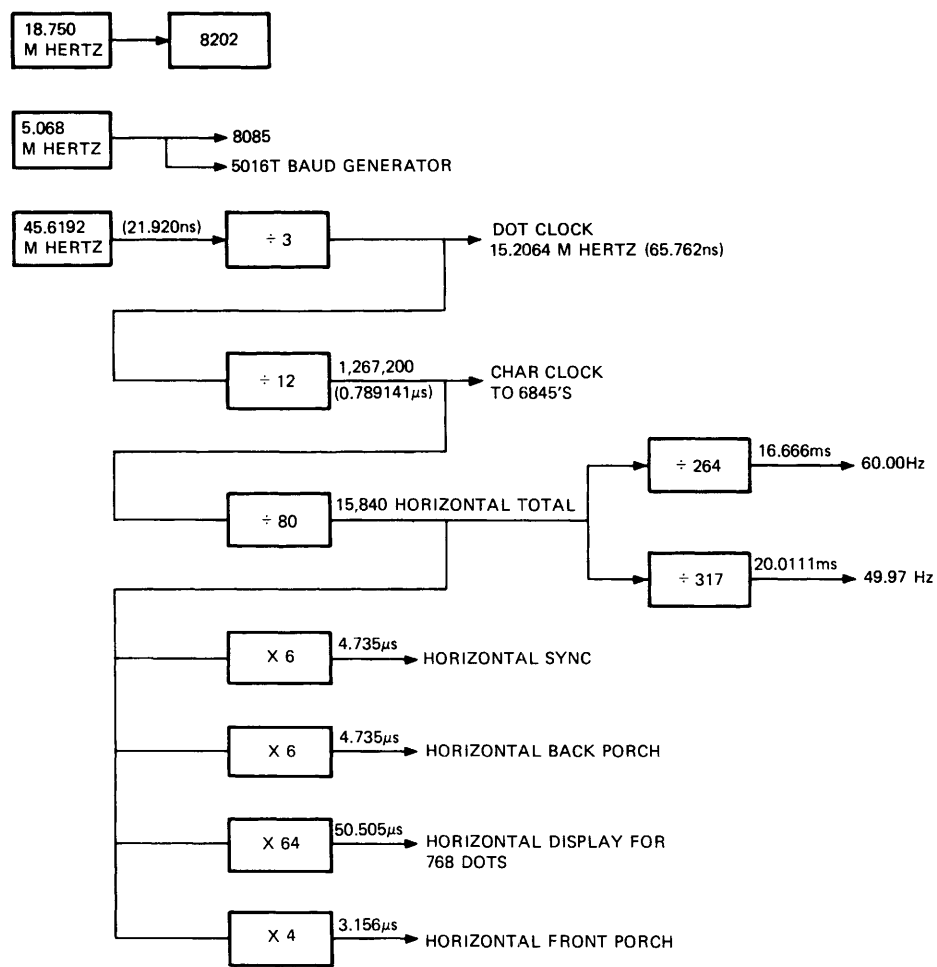 18.750
M HERTZ
8202
5.068
M HERTZ
8085
5016T BAUD GENERATOR
45.6192
M HERTZ
(21.920ns)
÷ 3
DOT CLOCK
15.2064 M HERTZ (65.762ns)
÷ 12
1,267,200
(0.789141µs)
CHAR CLOCK
TO 6845'S
÷ 80
15,840 HORIZONTAL TOTAL
÷ 264
16.666ms
60.00Hz
÷ 317
20.0111ms
49.97 Hz
X 6
4.735µs
HORIZONTAL SYNC
X 6
4.735µs
HORIZONTAL BACK PORCH
X 64
50.505µs
HORIZONTAL DISPLAY FOR
768 DOTS
X 4
3.156µs
HORIZONTAL FRONT PORCH